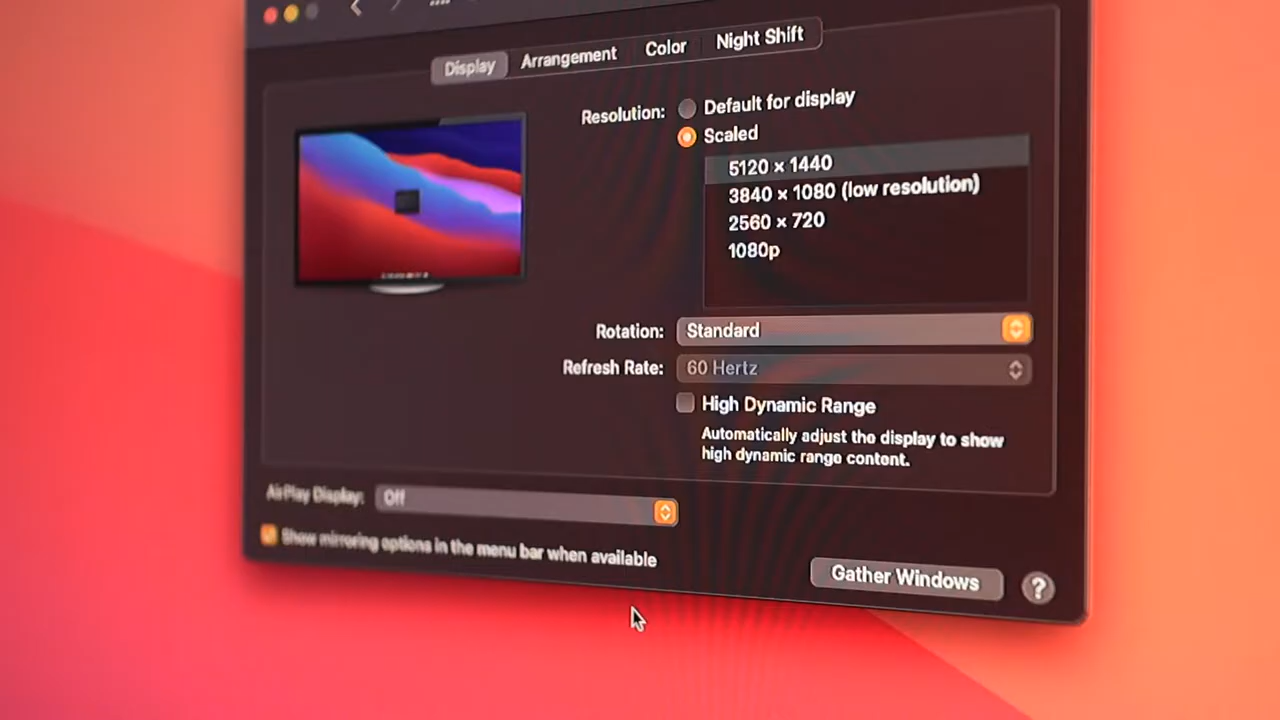 Display Arrangement Color Night Shift
Resolution: Default for display
Scaled
5120 × 1440
3840 × 1080 (low resolution)
2560 × 720
1080p
Rotation: Standard
Refresh Rate: 60 Hertz
High Dynamic Range
Automatically adjust the display to show
high dynamic range content.
AirPlay Display: Off
Show mirroring options in the menu bar when available
Gather Windows ?